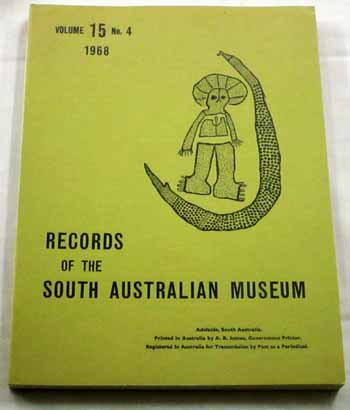 VOLUME 15 No. 4
1968
RECORDS
OF THE
SOUTH AUSTRALIAN MUSEUM
Adelaide, South Australia.
Printed in Australia by A. B. James, Government Printer.
Registered in Australia for Transmission by Post as a Periodical.